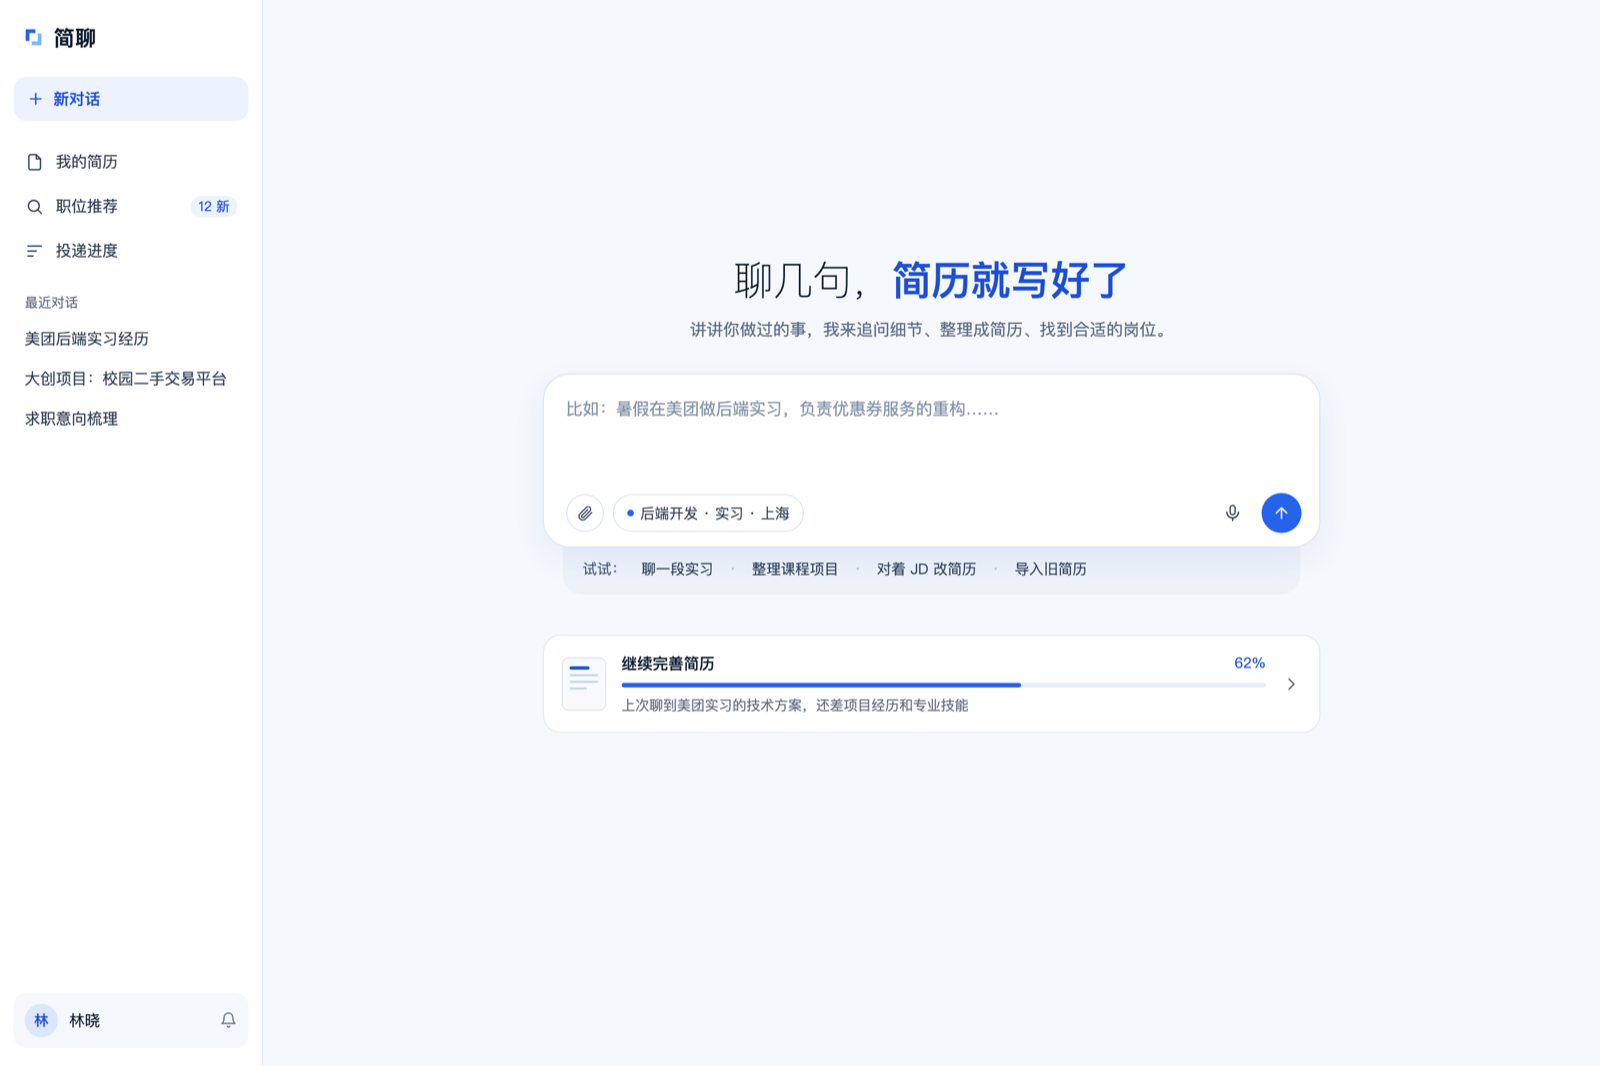 简聊
新对话
我的简历
职位推荐 12 新
投递进度
最近对话
美团后端实习经历
大创项目：校园二手交易平台
求职意向梳理
林 林晓
聊几句，简历就写好了
讲讲你做过的事，我来追问细节、整理成简历、找到合适的岗位。
比如：暑假在美团做后端实习，负责优惠券服务的重构……
后端开发 · 实习 · 上海
试试： 聊一段实习 · 整理课程项目 · 对着 JD 改简历 · 导入旧简历
继续完善简历 62%
上次聊到美团实习的技术方案，还差项目经历和专业技能